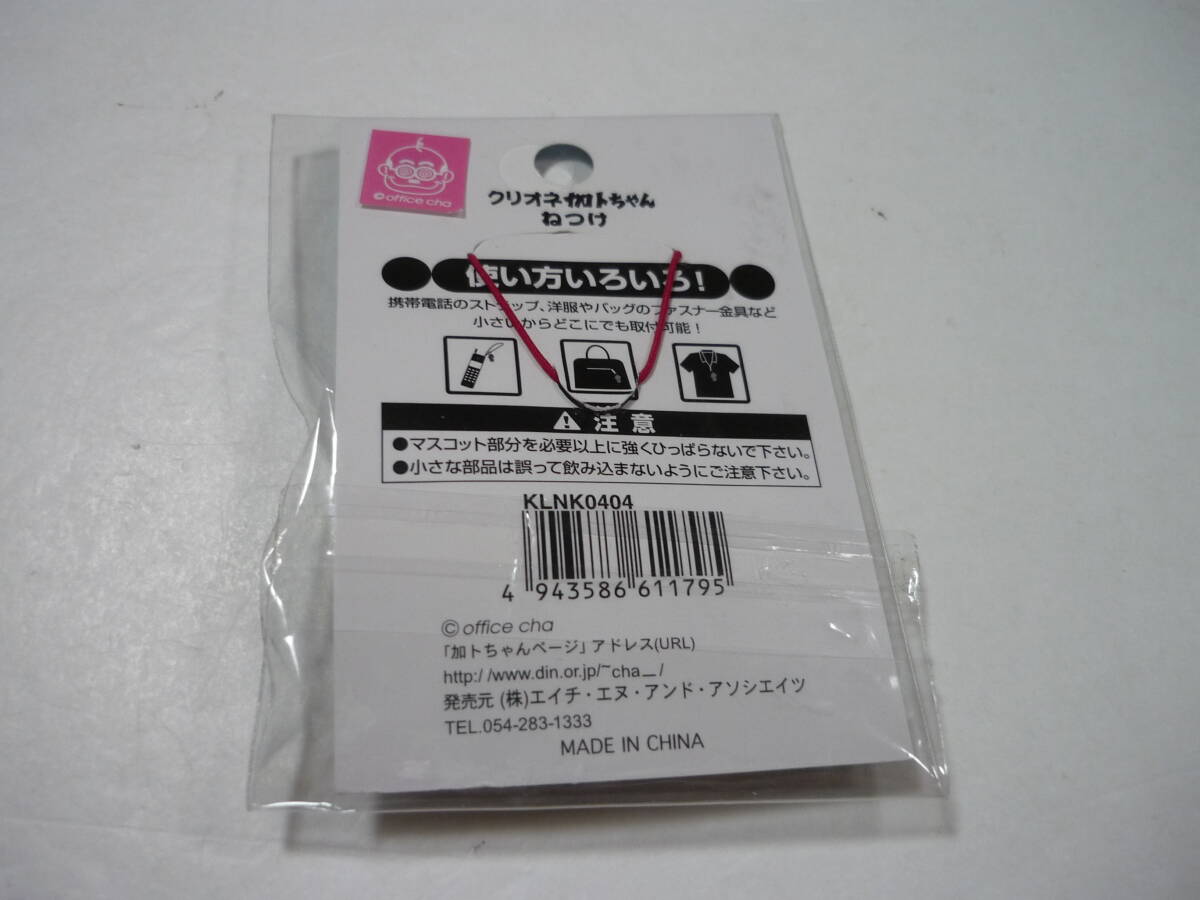 © office cha
クリオネ加トちゃん
ねつけ
使い方いろいろ!
携帯電話のストラップ、洋服やバッグのファスナー金具など
小さいからどこにでも取付可能!
注意
●マスコット部分を必要以上に強くひっぱらないで下さい。
●小さな部品は誤って飲み込まないようにご注意下さい。
KLNK0404
4 943586 611795
© office cha
「加トちゃんページ」アドレス(URL)
http://www.din.or.jp/~cha_/
発売元 (株)エイチ・エヌ・アンド・アソシエイツ
TEL.054-283-1333
MADE IN CHINA